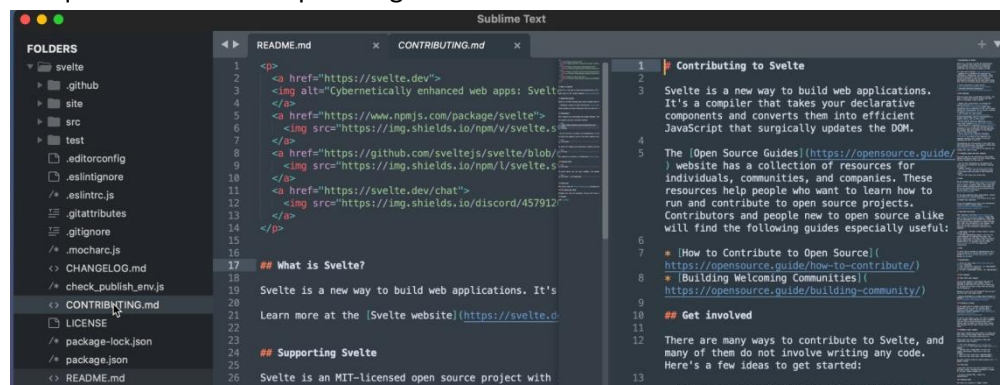 Sublime Text
FOLDERS
svelte
.github
site
src
test
.editorconfig
.eslintignore
.eslintrc.js
.gitattributes
.gitignore
.mocharc.js
CHANGELOG.md
check_publish_env.js
CONTRIBUTING.md
LICENSE
package-lock.json
package.json
README.md
README.md × CONTRIBUTING.md ×
1 <p>
2 <a href="https://svelte.dev">
3 <img alt="Cybernetically enhanced web apps: Svelt
4 </a>
5 <a href="https://www.npmjs.com/package/svelte">
6 <img src="https://img.shields.io/npm/v/svelte.s
7 </a>
8 <a href="https://github.com/sveltejs/svelte/blob/
9 <img src="https://img.shields.io/npm/l/svelte.s
10 </a>
11 <a href="https://svelte.dev/chat">
12 <img src="https://img.shields.io/discord/457912
13 </a>
14 </p>
15
16
17 ## What is Svelte?
18
19 Svelte is a new way to build web applications. It's
20
21 Learn more at the [Svelte website](https://svelte.d
22
23
24 ## Supporting Svelte
25
26 Svelte is an MIT-licensed open source project with
1 # Contributing to Svelte
2
3 Svelte is a new way to build web applications.
It's a compiler that takes your declarative
components and converts them into efficient
JavaScript that surgically updates the DOM.
4
5 The [Open Source Guides](https://opensource.guide/
) website has a collection of resources for
individuals, communities, and companies. These
resources help people who want to learn how to
run and contribute to open source projects.
Contributors and people new to open source alike
will find the following guides especially useful:
6
7 * [How to Contribute to Open Source](
https://opensource.guide/how-to-contribute/)
8 * [Building Welcoming Communities](
https://opensource.guide/building-community/)
9
10 ## Get involved
11
12 There are many ways to contribute to Svelte, and
many of them do not involve writing any code.
Here's a few ideas to get started:
13